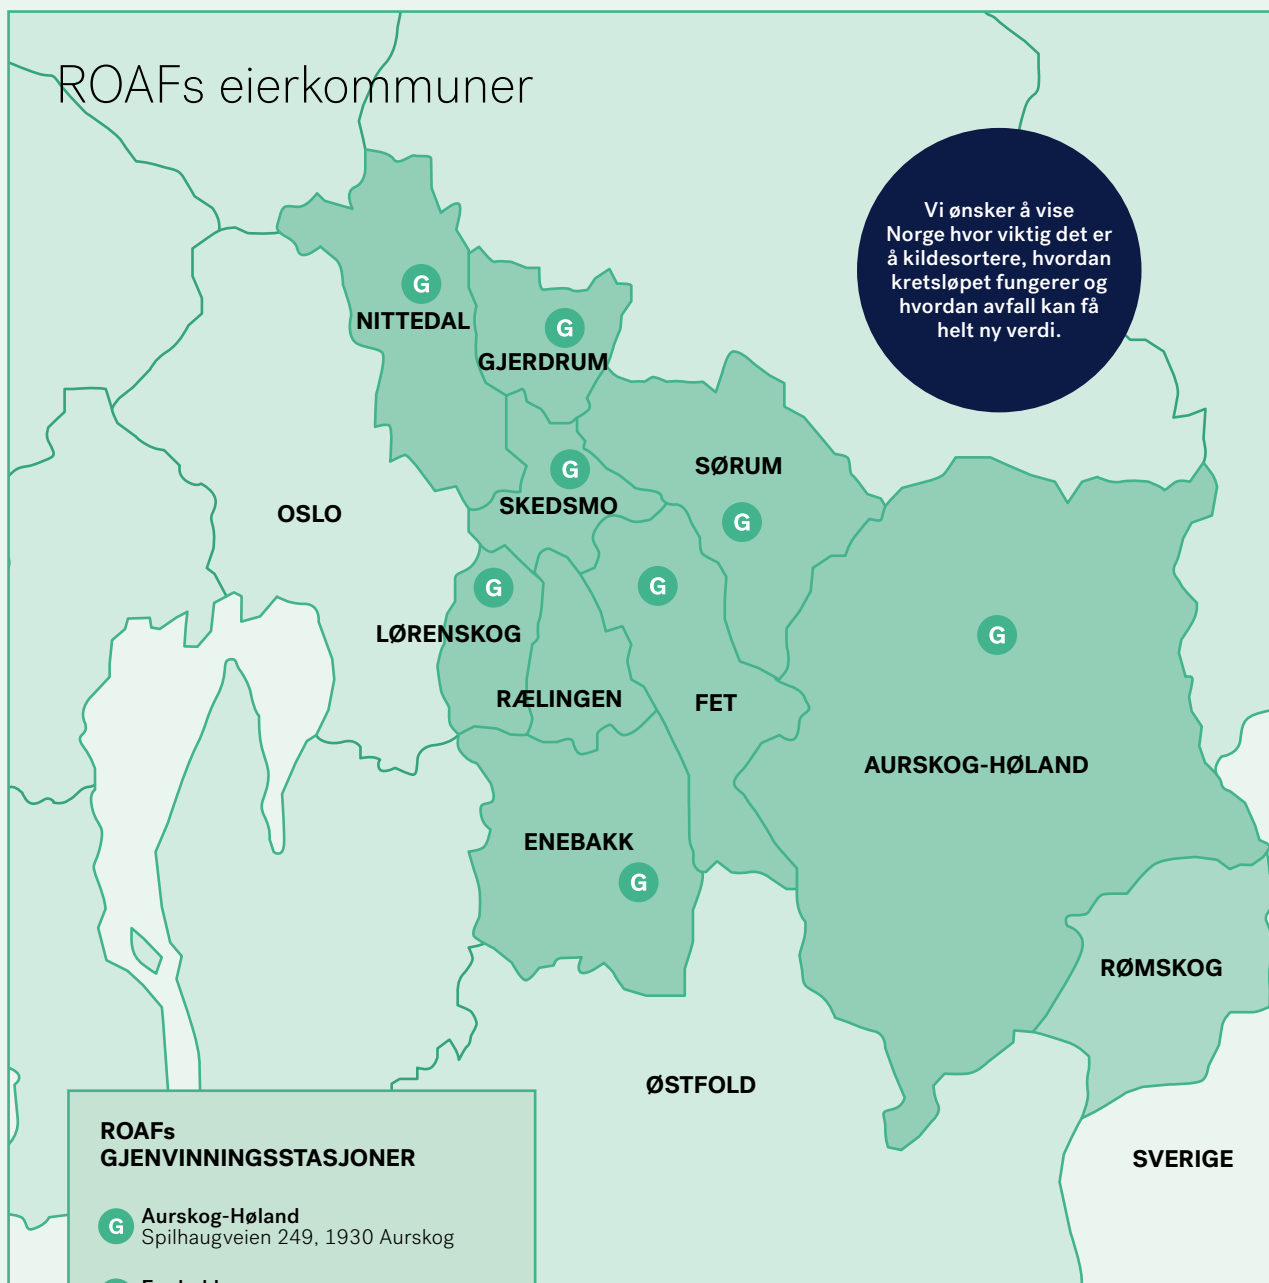 ROAFs eierkommuner
Vi ønsker å vise
Norge hvor viktig det er
å kildesortere, hvordan
kretsløpet fungerer og
hvordan avfall kan få
helt ny verdi.
G
NITTEDAL
G
GJERDRUM
SØRUM
G
G
SKEDSMO
OSLO
G
G
LØRENSKOG
G
RÆLINGEN
FET
AURSKOG-HØLAND
ENEBAKK
G
RØMSKOG
ØSTFOLD
SVERIGE
ROAFs
GJENVINNINGSSTASJONER
G
Aurskog-Høland
Spilhaugveien 249, 1930 Aurskog